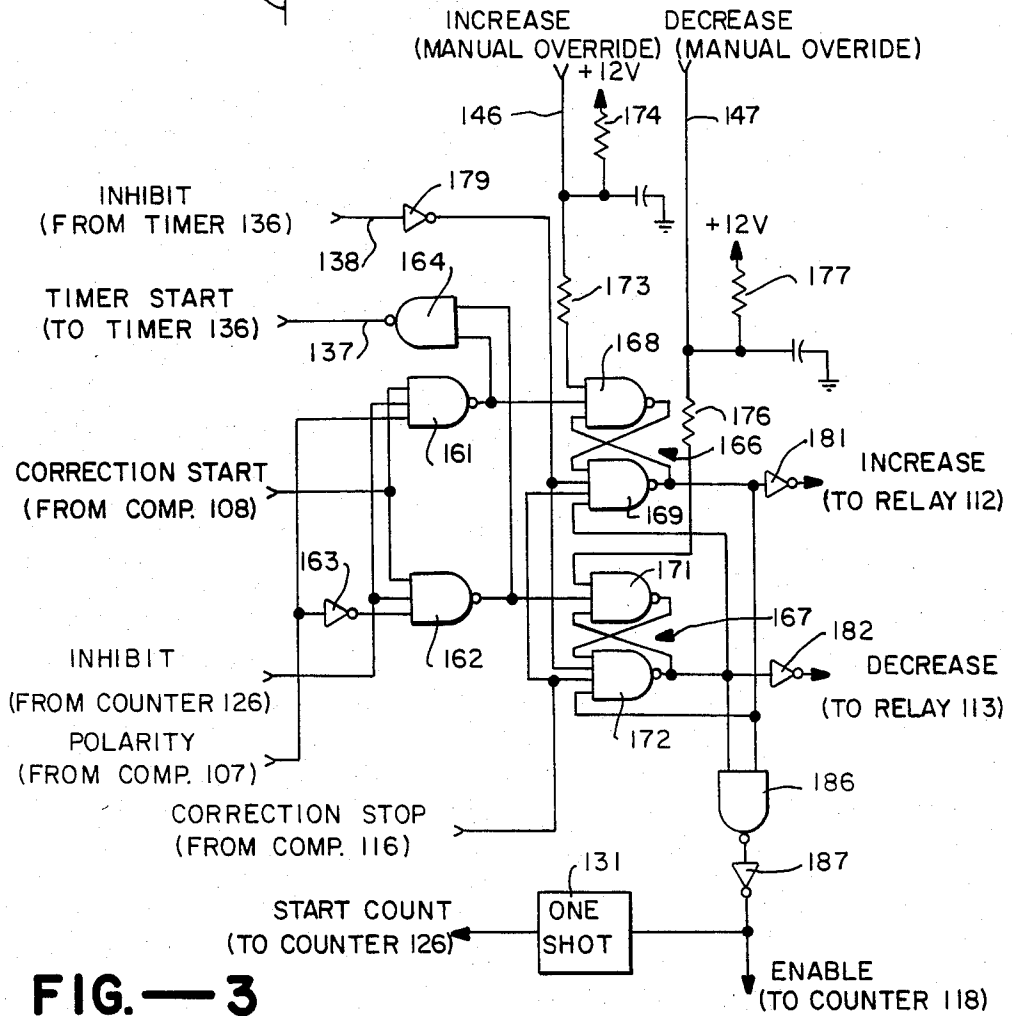 INCREASE
(MANUAL OVERRIDE)
DECREASE
(MANUAL OVERIDE)
+12V
146
174
147
179
INHIBIT
(FROM TIMER 136)
138
164
+12V
177
173
TIMER START
(TO TIMER 136)
137
168
176
161
166
181
INCREASE
(TO RELAY 112)
CORRECTION START
(FROM COMP. 108)
169
163
171
167
182
162
INHIBIT
(FROM COUNTER 126)
DECREASE
(TO RELAY 113)
172
POLARITY
(FROM COMP. 107)
186
CORRECTION STOP
(FROM COMP. 116)
187
131
ONE
SHOT
START COUNT
(TO COUNTER 126)
ENABLE
(TO COUNTER 118)
FIG.—3